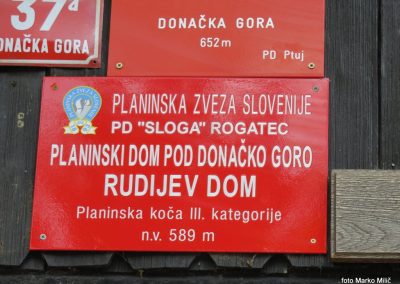 37a
DONAČKA GORA
DONAČKA GORA
652m
PD Ptuj
PLANINSKA ZVEZA SLOVENIJE
PD "SLOGA" ROGATEC
PLANINSKI DOM POD DONAČKO GORO
RUDIJEV DOM
Planinska koča III. kategorije
n.v. 589 m
foto Marko Milič